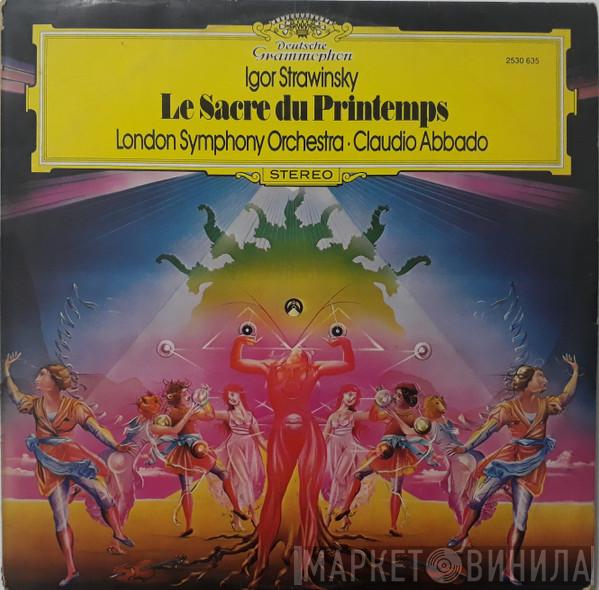 Deutsche
Grammophon
2530 635
Igor Strawinsky
Le Sacre du Printemps
London Symphony Orchestra · Claudio Abbado
STEREO
МАРКЕТ ВИНИЛА